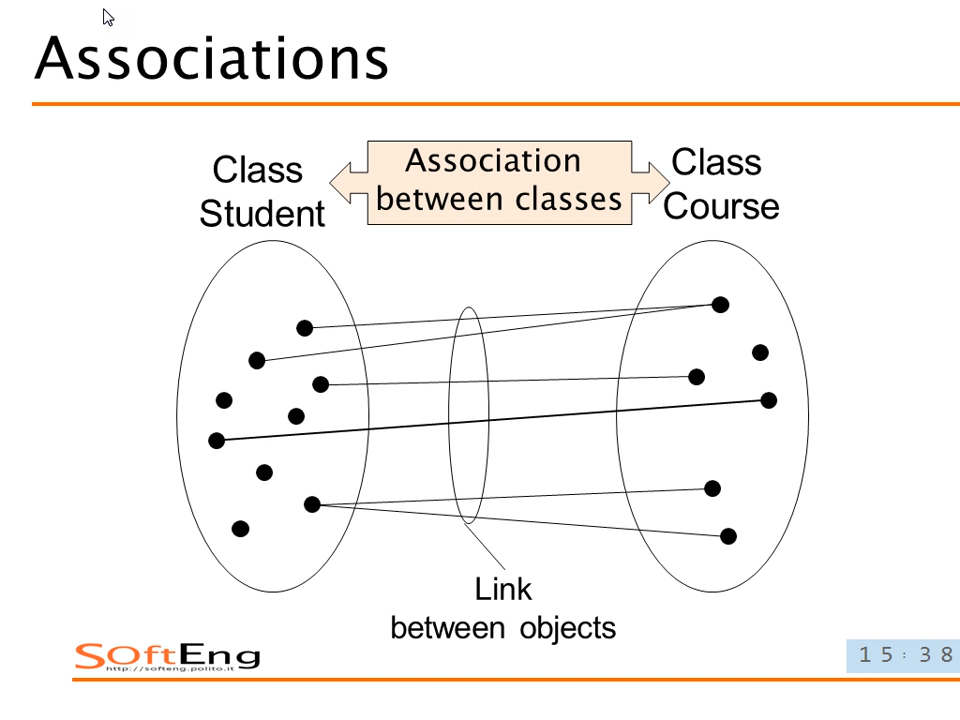 Associations
Class
Student
Association
between classes
Class
Course
Link
between objects
SOftEng
http://softeng.polito.it
15:38